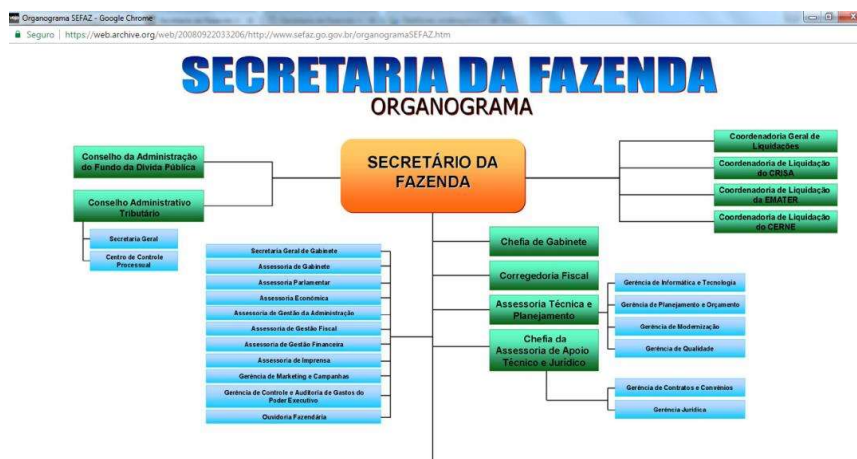 Organograma SEFAZ - Google Chrome
Seguro | https://web.archive.org/web/20080922033206/http://www.sefaz.go.gov.br/organogramaSEFAZ.htm
SECRETARIA DA FAZENDA
ORGANOGRAMA
Conselho da Administração
do Fundo da Dívida Pública
Conselho Administrativo
Tributário
Secretaria Geral
Centro de Controle
Processual
SECRETÁRIO DA
FAZENDA
Coordenadoria Geral de
Liquidações
Coordenadoria de Liquidação
do CRISA
Coordenadoria de Liquidação
da EMATER
Coordenadoria de Liquidação
do CERNE
Secretaria Geral de Gabinete
Assessoria de Gabinete
Assessoria Parlamentar
Assessoria Econômica
Assessoria de Gestão da Administração
Assessoria de Gestão Fiscal
Assessoria de Gestão Financeira
Assessoria de Imprensa
Gerência de Marketing e Campanhas
Gerência de Controle e Auditoria de Gastos do
Poder Executivo
Ouvidoria Fazendária
Chefia de Gabinete
Corregedoria Fiscal
Assessoria Técnica e
Planejamento
Chefia da
Assessoria de Apoio
Técnico e Jurídico
Gerência de Informática e Tecnologia
Gerência de Planejamento e Orçamento
Gerência de Modernização
Gerência de Qualidade
Gerência de Contratos e Convênios
Gerência Jurídica